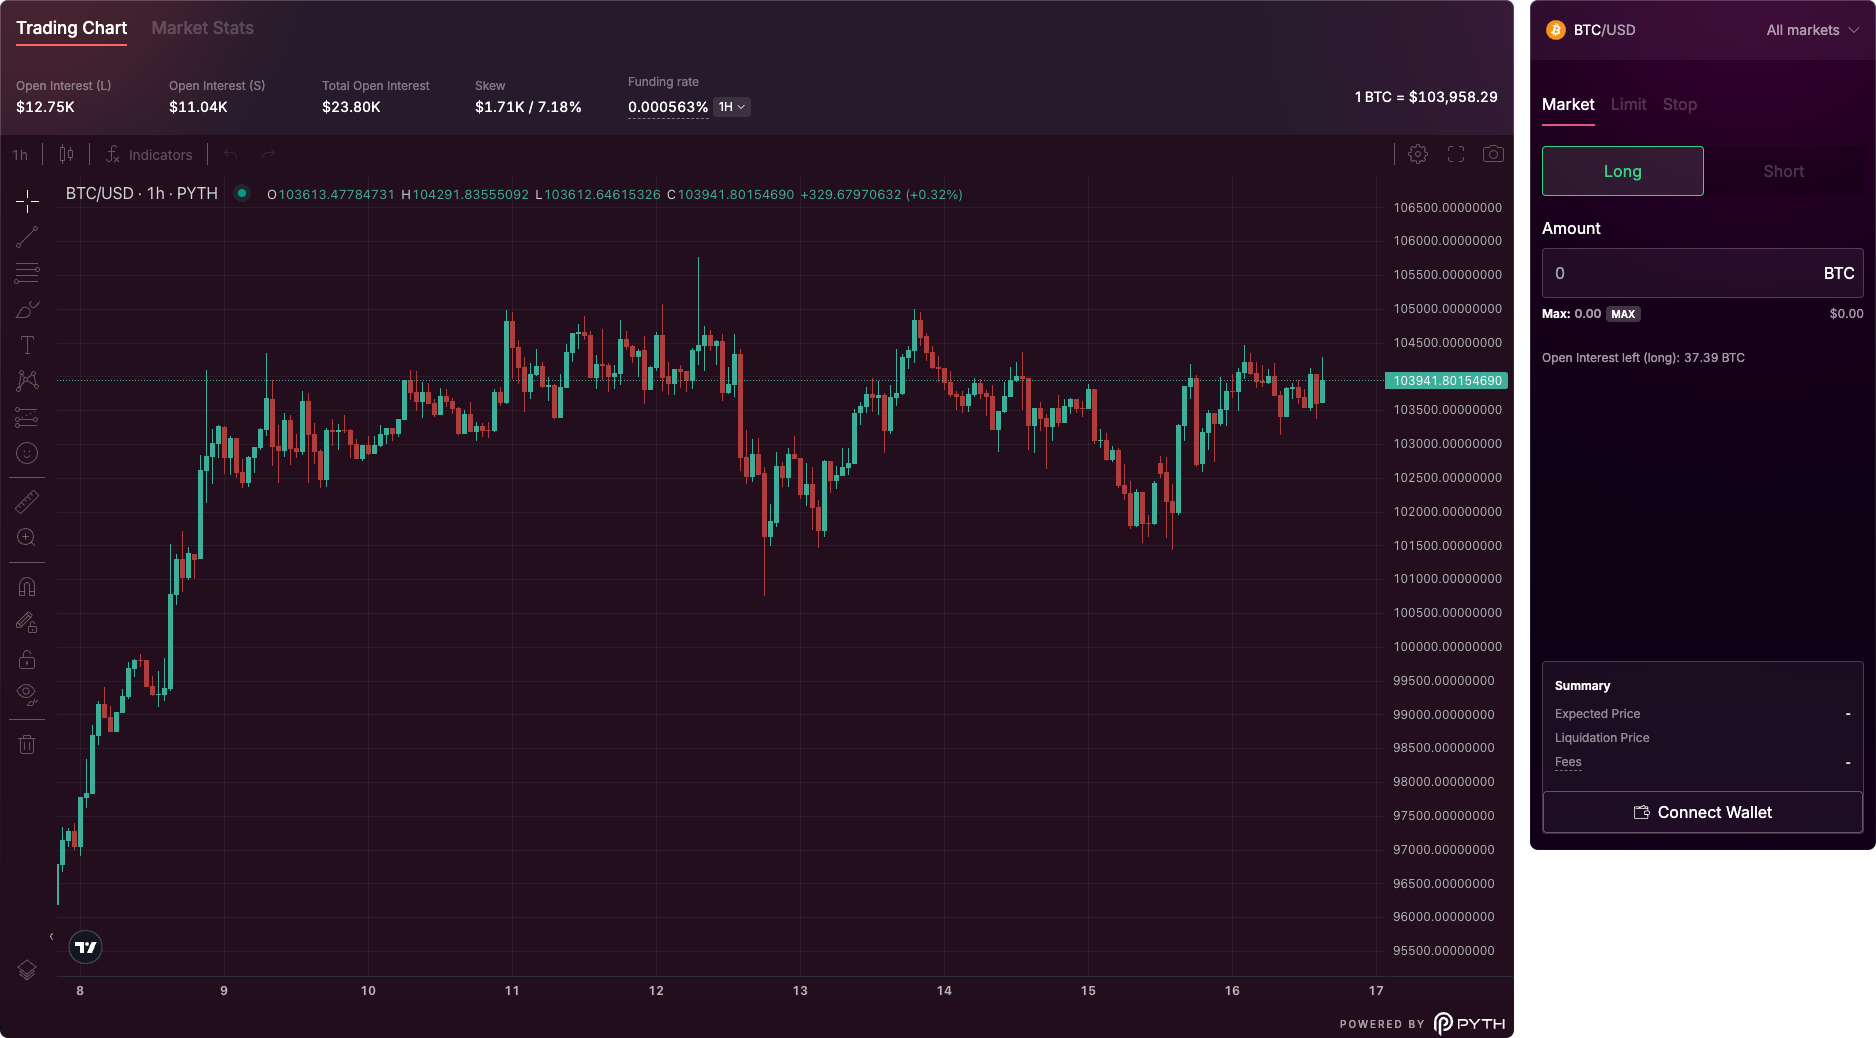 Trading Chart Market Stats
Open Interest (L) Open Interest (S) Total Open Interest Skew Funding rate
$12.75K $11.04K $23.80K $1.71K / 7.18% 0.000563% 1H
1 BTC = $103,958.29
1h Indicators
BTC/USD · 1h · PYTH O103613.47784731 H104291.83555092 L103612.64615326 C103941.80154690 +329.67970632 (+0.32%)
106500.00000000
106000.00000000
105500.00000000
105000.00000000
104500.00000000
103941.80154690
103500.00000000
103000.00000000
102500.00000000
102000.00000000
101500.00000000
101000.00000000
100500.00000000
100000.00000000
99500.00000000
99000.00000000
98500.00000000
98000.00000000
97500.00000000
97000.00000000
96500.00000000
96000.00000000
95500.00000000
8 9 10 11 12 13 14 15 16 17
POWERED BY PYTH
BTC/USD All markets
Market Limit Stop
Long Short
Amount
0 BTC
Max: 0.00 MAX $0.00
Open Interest left (long): 37.39 BTC
Summary
Expected Price -
Liquidation Price
Fees -
Connect Wallet